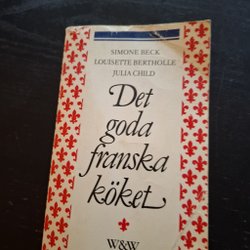 SIMONE BECK
LOUISETTE BERTHOLLE
JULIA CHILD
Det
goda
franska
köket
W&W